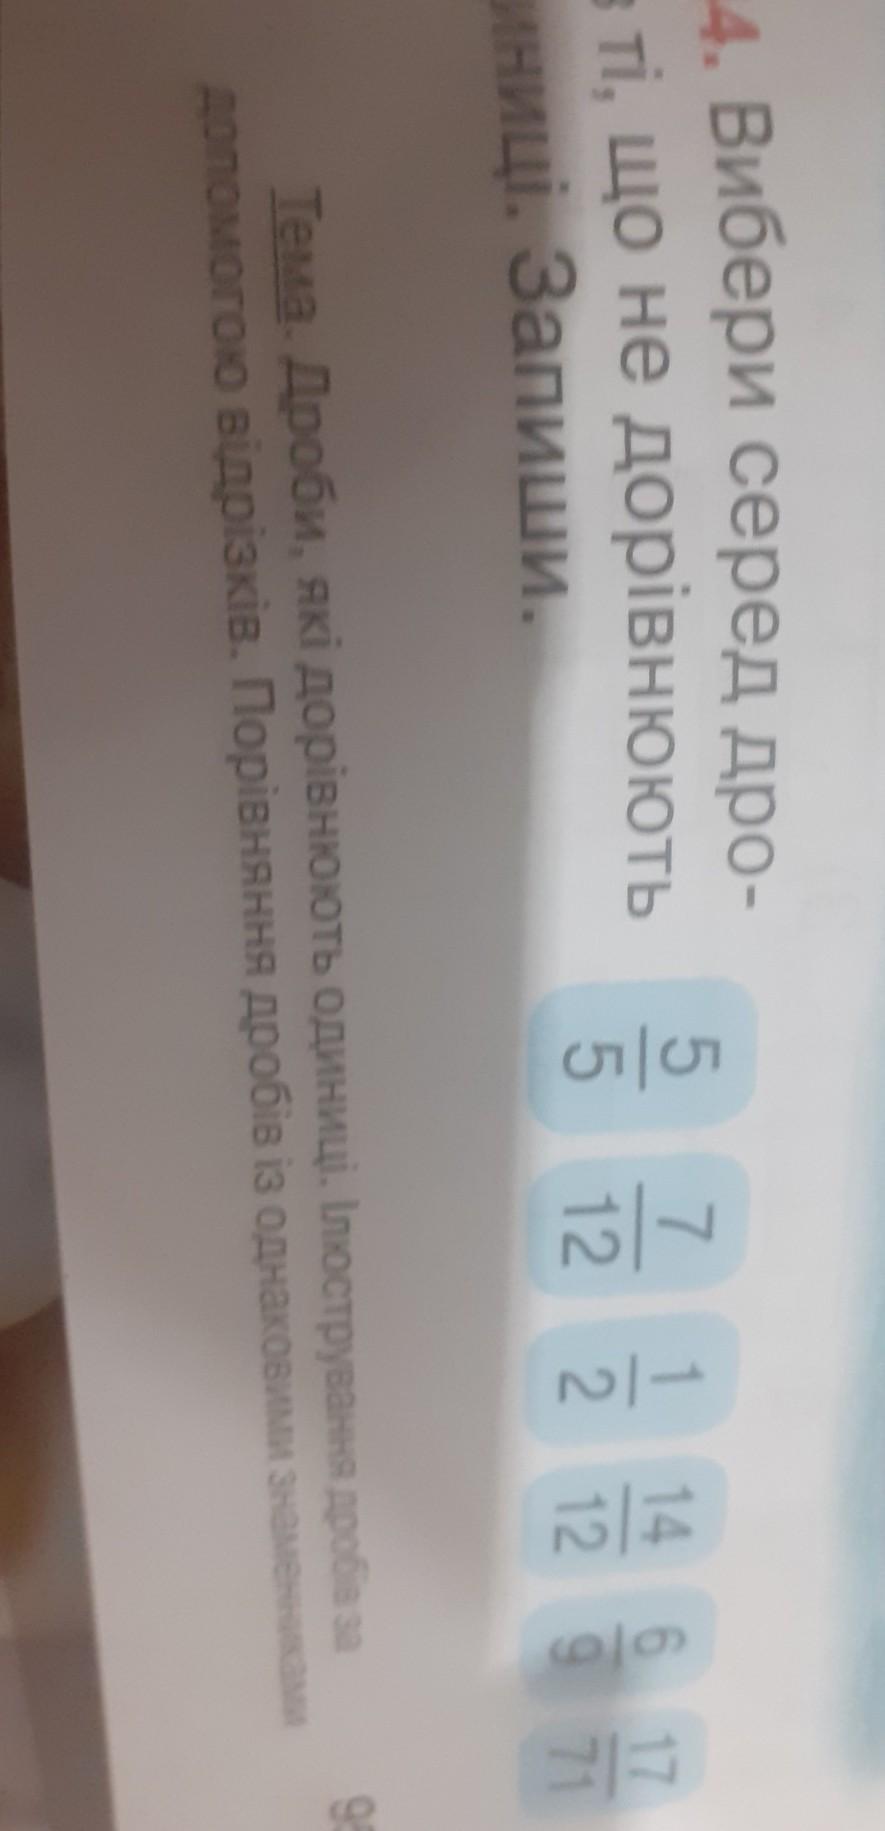 4. Вибери серед дро-
в ті, що не дорівнюють
иниці. Запиши.
5/5 7/12 1/2 14/12 6/9 17/71
Тема. Дроби, які дорівнюють одиниці. Ілюстрування дробів за
допомогою відрізків. Порівняння дробів із однаковими знаменниками